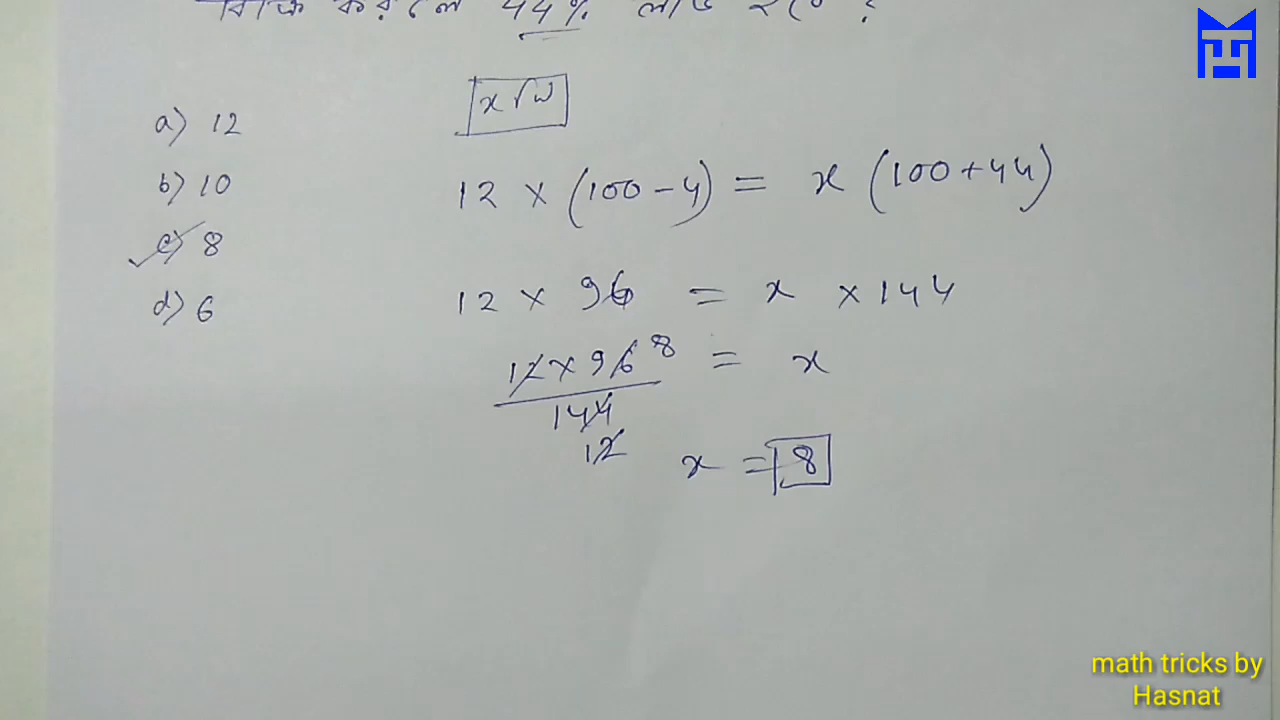 বিক্রি করলে 44% লাভ হবে ?
x টি
a) 12
b) 10
c) 8
d) 6
12 × (100 - 4) = x (100 + 44)
12 × 96 = x × 144
12 × 96 8 = x
144
12
x = 8
math tricks by
Hasnat